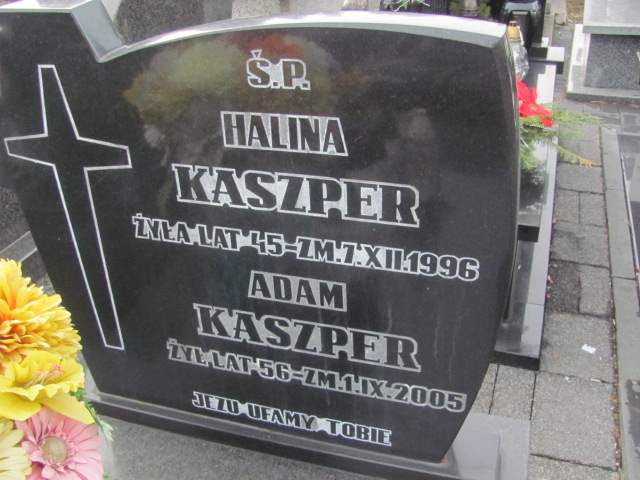 Ś.P.
HALINA
KASZPER
ŻYŁA LAT 45-ZM.7.XII.1996
ADAM
KASZPER
ŻYŁ LAT 56-ZM.1.IX.2005
JEZU UFAMY TOBIE